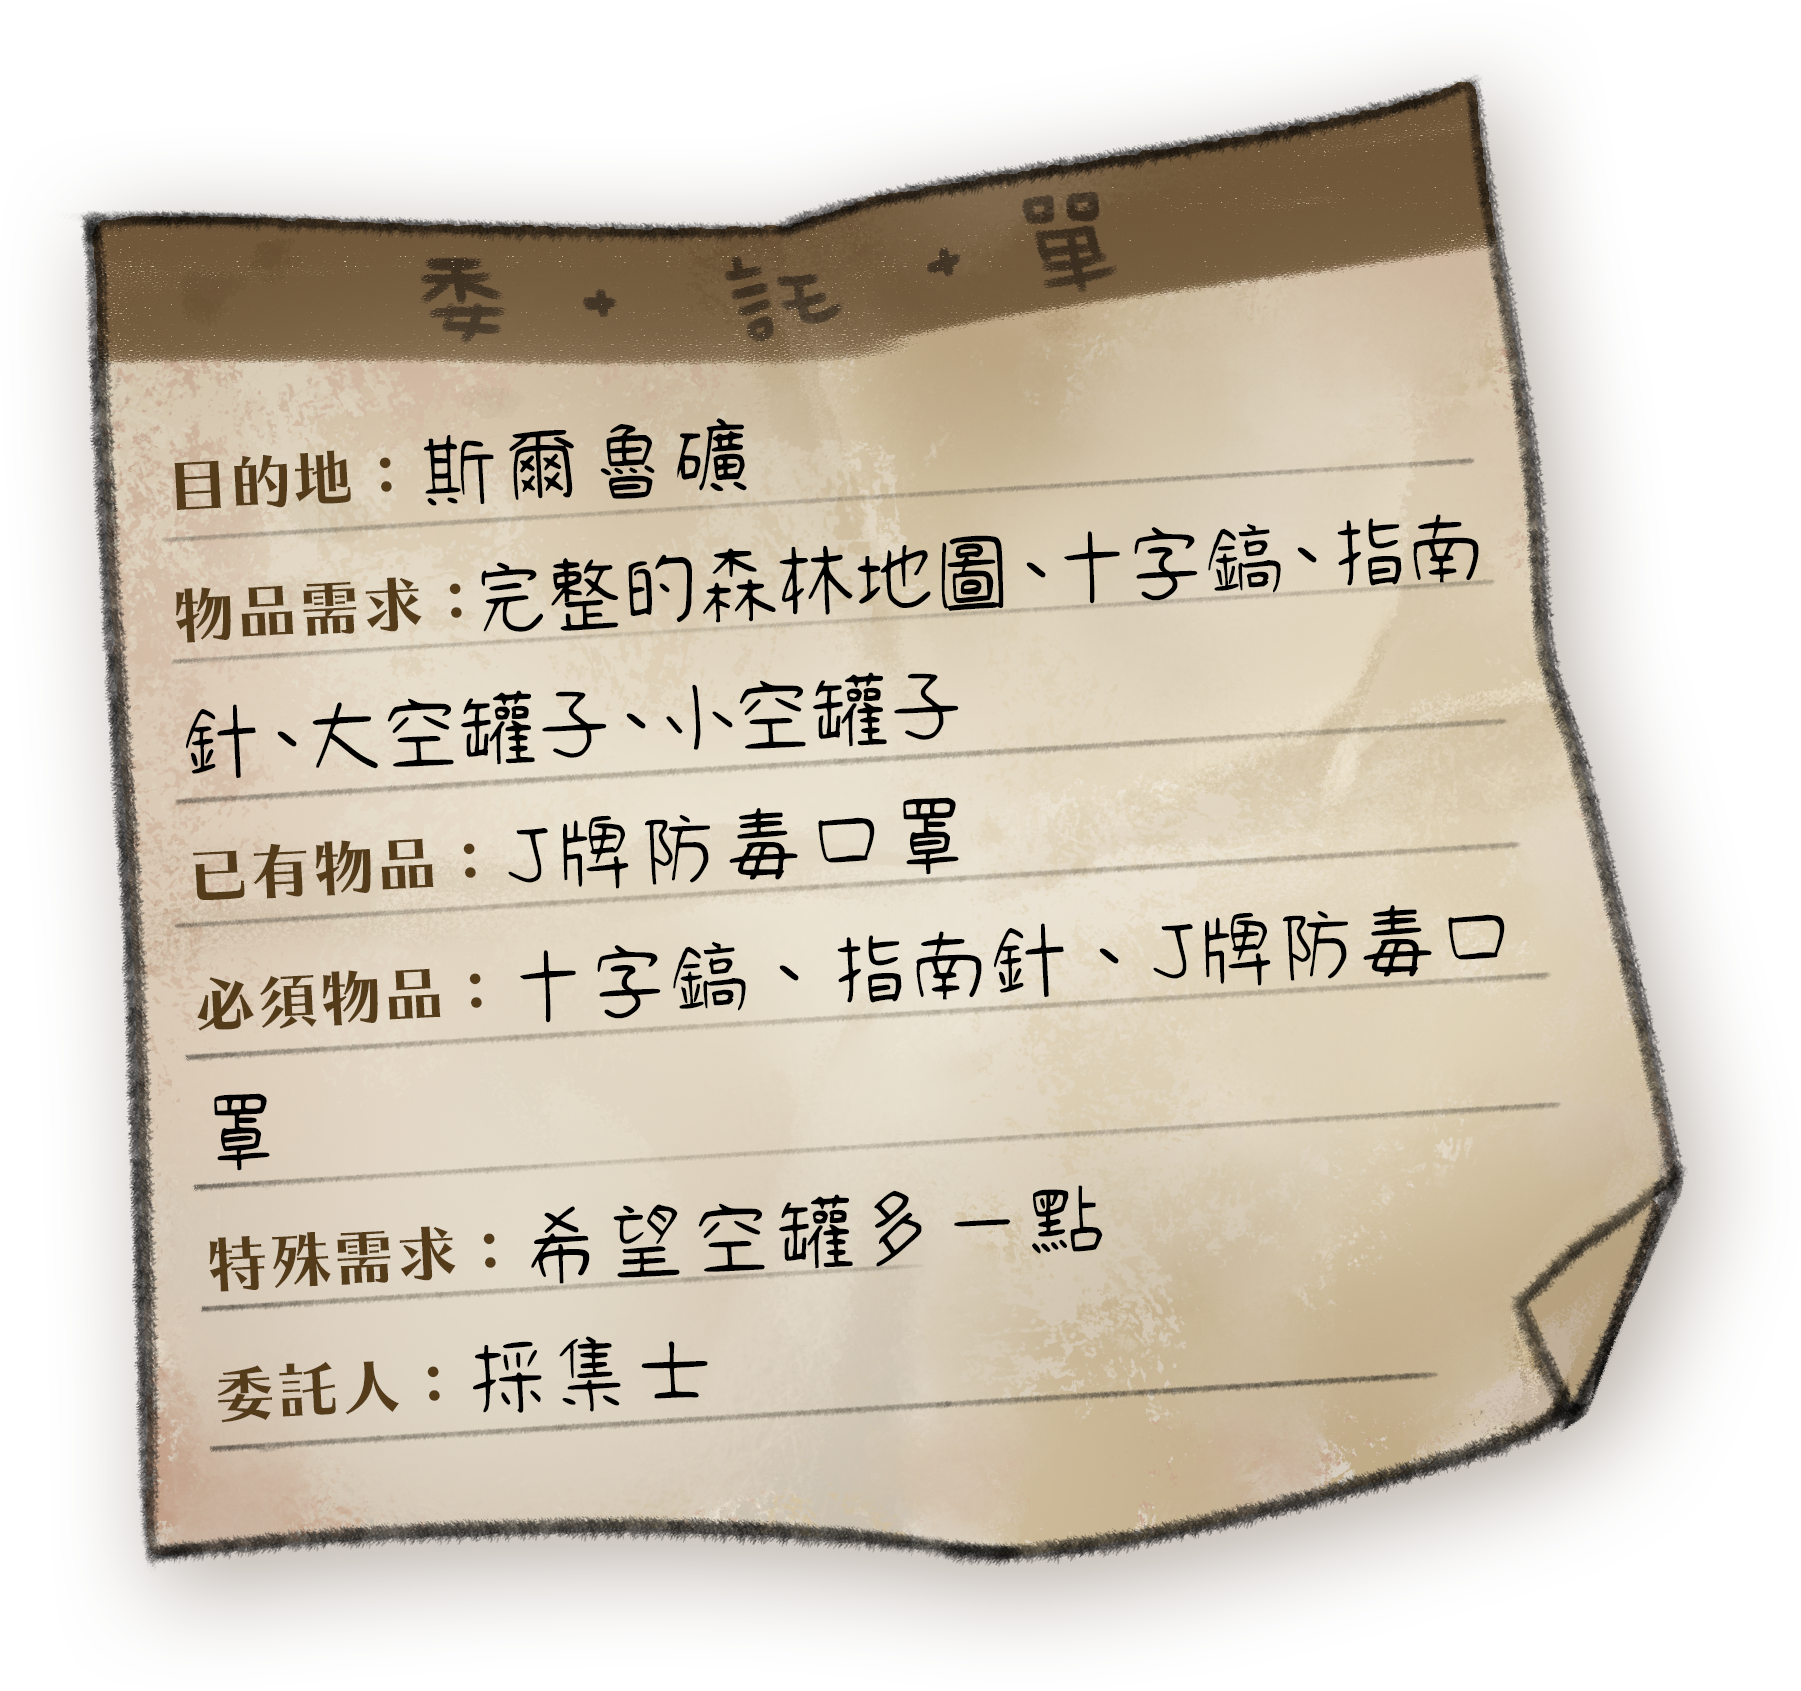 委+託+單
目的地：斯爾魯礦
物品需求：完整的森林地圖、十字鎬、指南
針、大空罐子、小空罐子
已有物品：J牌防毒口罩
必須物品：十字鎬、指南針、J牌防毒口
罩
特殊需求：希望空罐多一點
委託人：採集士